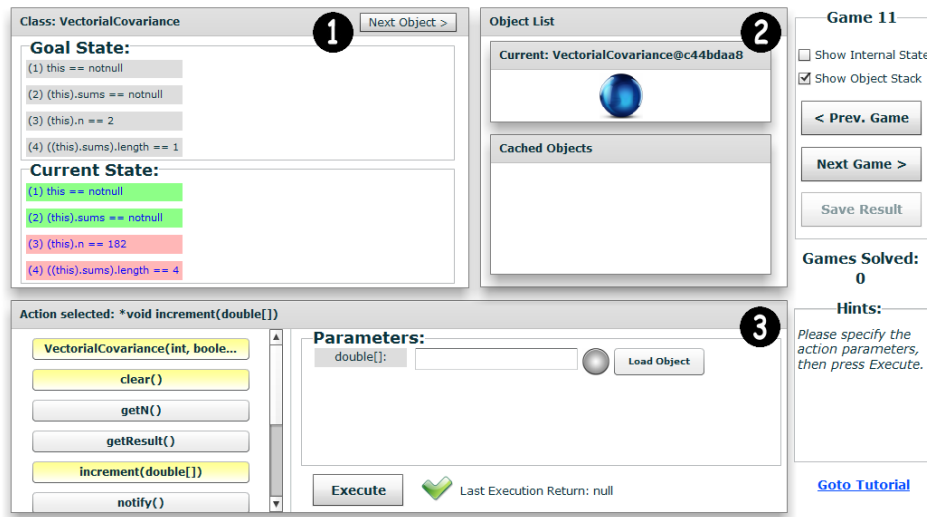 Class: VectorialCovariance
Next Object >
1
Goal State:
(1) this == notnull
(2) (this).sums == notnull
(3) (this).n == 2
(4) ((this).sums).length == 1
Current State:
(1) this == notnull
(2) (this).sums == notnull
(3) (this).n == 182
(4) ((this).sums).length == 4
Object List
2
Current: VectorialCovariance@c44bdaa8
Cached Objects
Game 11
Show Internal State
Show Object Stack
< Prev. Game
Next Game >
Save Result
Games Solved:
0
Hints:
Please specify the
action parameters,
then press Execute.
Goto Tutorial
Action selected: *void increment(double[])
3
VectorialCovariance(int, boole...
clear()
getN()
getResult()
increment(double[])
notify()
Parameters:
double[]:
Load Object
Execute
Last Execution Return: null